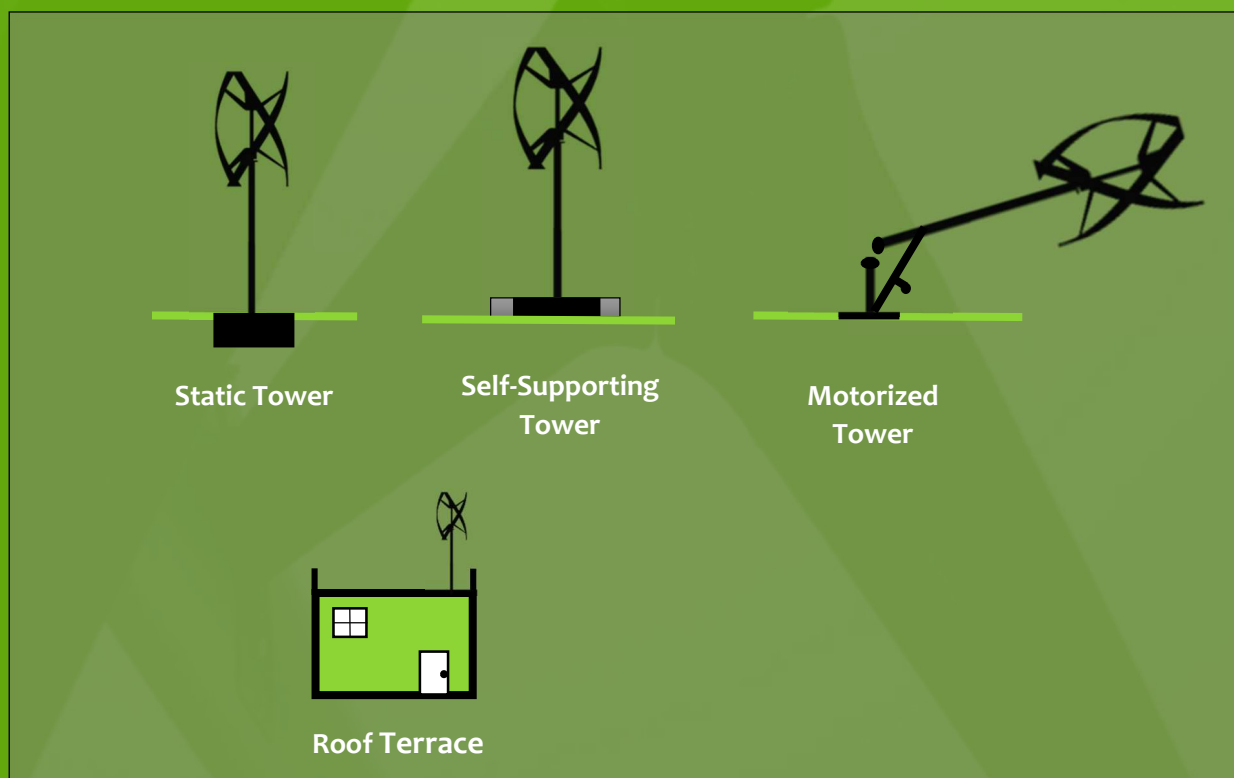 Static Tower
Self-Supporting
Tower
Motorized
Tower
Roof Terrace